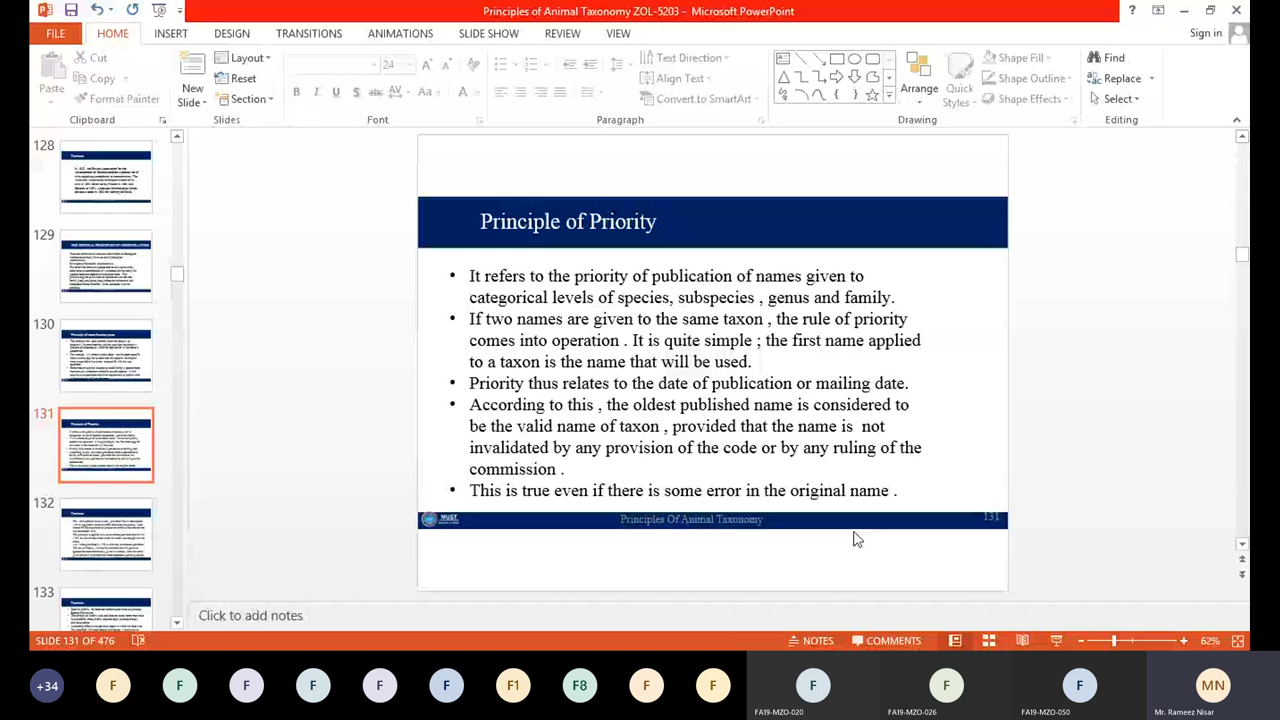 Principles of Animal Taxonomy ZOL-5203 - Microsoft PowerPoint
FILE HOME INSERT DESIGN TRANSITIONS ANIMATIONS SLIDE SHOW REVIEW VIEW Sign in
Paste
Cut
Copy
Format Painter
Clipboard
New Slide
Layout
Reset
Section
Slides
24
Font
Text Direction
Align Text
Convert to SmartArt
Paragraph
Arrange
Quick Styles
Shape Fill
Shape Outline
Shape Effects
Drawing
Find
Replace
Select
Editing
128
129
130
131
132
133
Principle of Priority
• It refers to the priority of publication of names given to
categorical levels of species, subspecies , genus and family.
• If two names are given to the same taxon , the rule of priority
comes into operation . It is quite simple ; the first name applied
to a taxon is the name that will be used.
• Priority thus relates to the date of publication or mailing date.
• According to this , the oldest published name is considered to
be the valid name of taxon , provided that the name is not
invaliated by any provision of the code or by any ruling of the
commission .
• This is true even if there is some error in the original name .
MUST Principles Of Animal Taxonomy 131
Click to add notes
SLIDE 131 OF 476 NOTES COMMENTS 62%
+34 F F F F F F F1 F8 F F F F F MN
FA19-MZO-020 FA19-MZO-026 FA19-MZO-050 Mr. Rameez Nisar